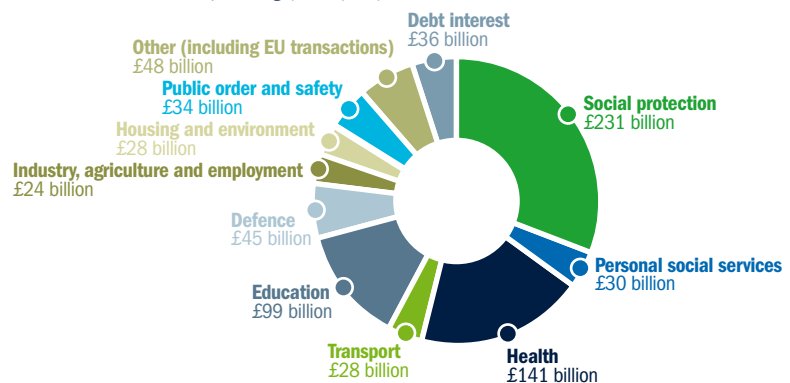 Debt interest
£36 billion
Other (including EU transactions)
£48 billion
Public order and safety
£34 billion
Social protection
£231 billion
Housing and environment
£28 billion
Industry, agriculture and employment
£24 billion
Defence
£45 billion
Personal social services
£30 billion
Education
£99 billion
Transport
£28 billion
Health
£141 billion